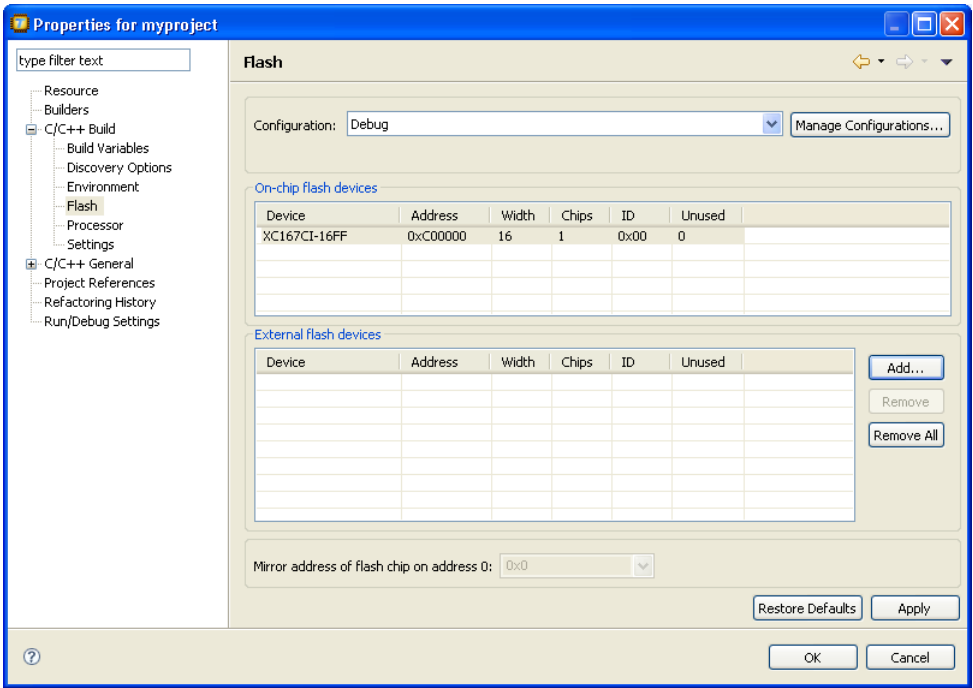 Properties for myproject
type filter text
Flash
Resource
Builders
C/C++ Build
Build Variables
Discovery Options
Environment
Flash
Processor
Settings
C/C++ General
Project References
Refactoring History
Run/Debug Settings
Configuration: Debug Manage Configurations...
On-chip flash devices
Device Address Width Chips ID Unused
XC167CI-16FF 0xC00000 16 1 0x00 0
External flash devices
Device Address Width Chips ID Unused
Add...
Remove
Remove All
Mirror address of flash chip on address 0: 0x0
Restore Defaults Apply
? OK Cancel